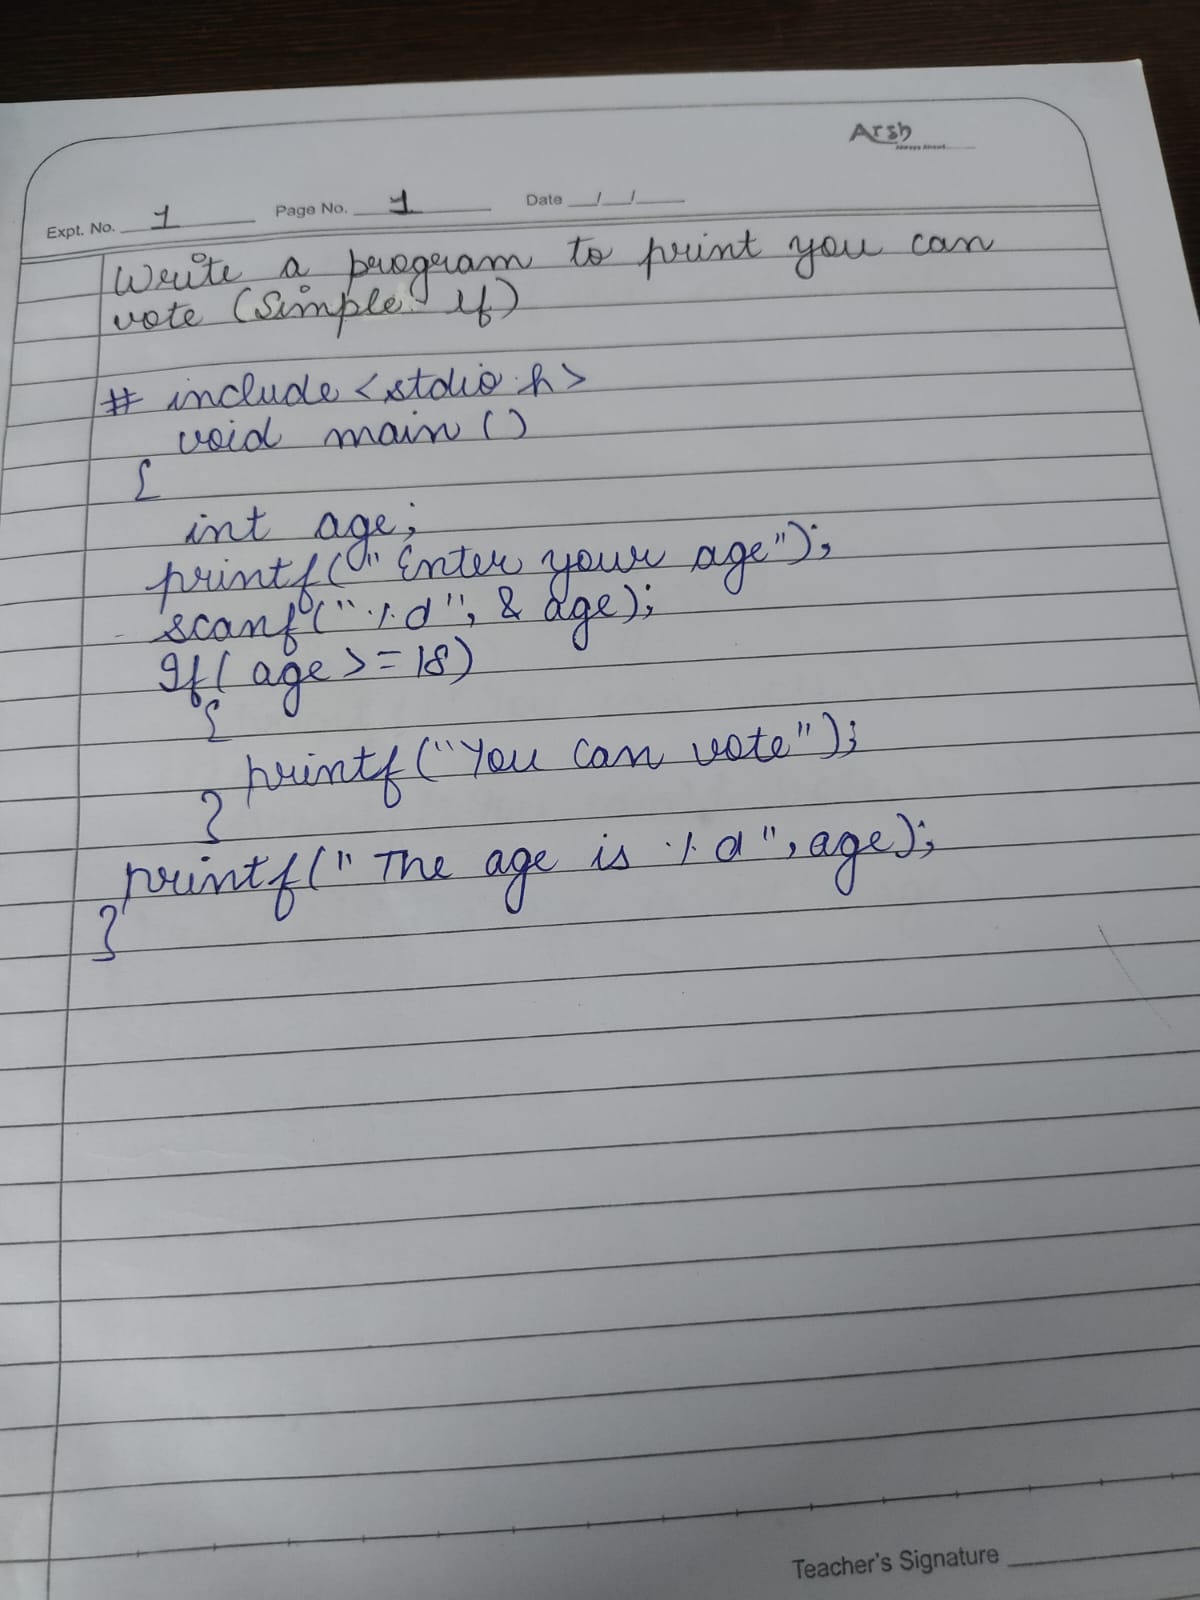 Arsh
Always Ahead
Expt. No. 1 Page No. 1 Date / /
Write a program to print you can
vote (Simple if)
# include <stdio.h>
void main ()
{
int age;
printf("Enter your age");
scanf("%d", & age);
If( age >= 18)
{
printf("You can vote");
}
printf("The age is %d", age);
}
Teacher's Signature